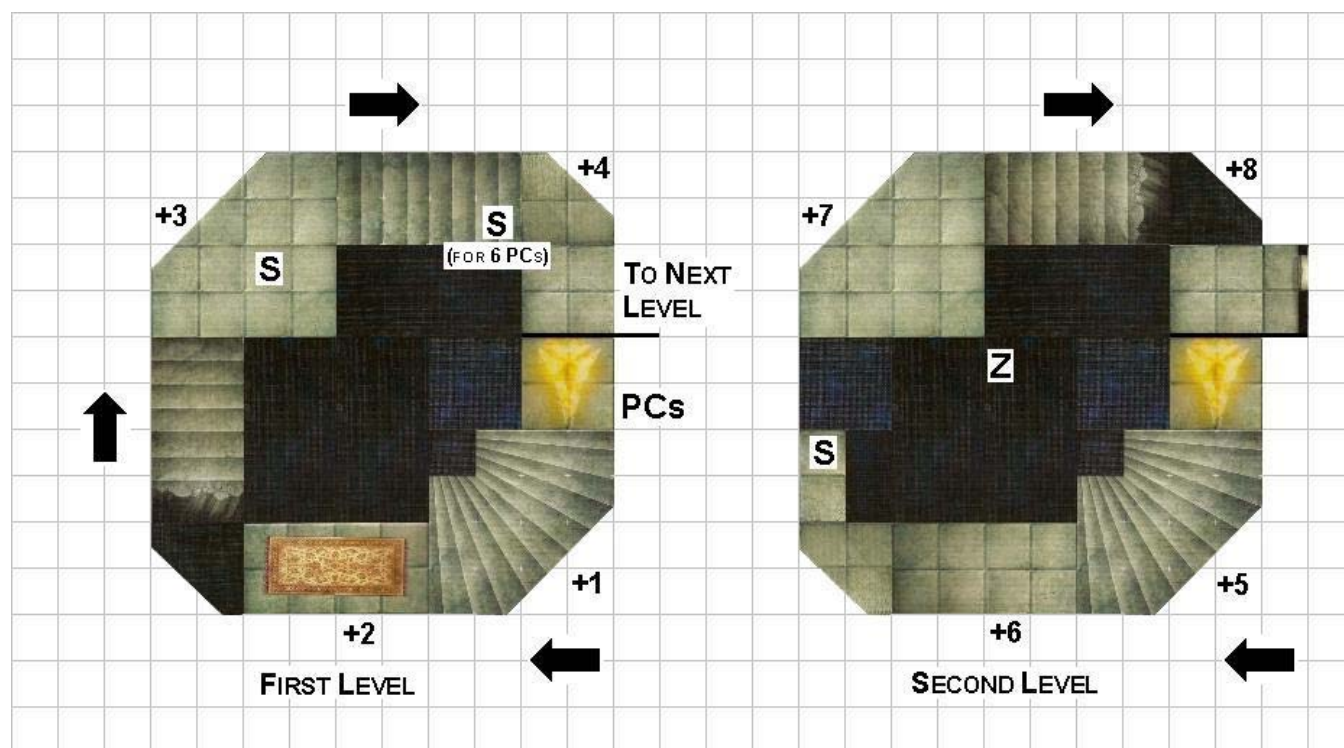 +4
+3
S
(FOR 6 PCS)
S
TO NEXT
LEVEL
PCs
+1
+2
FIRST LEVEL
+8
+7
Z
S
+5
+6
SECOND LEVEL